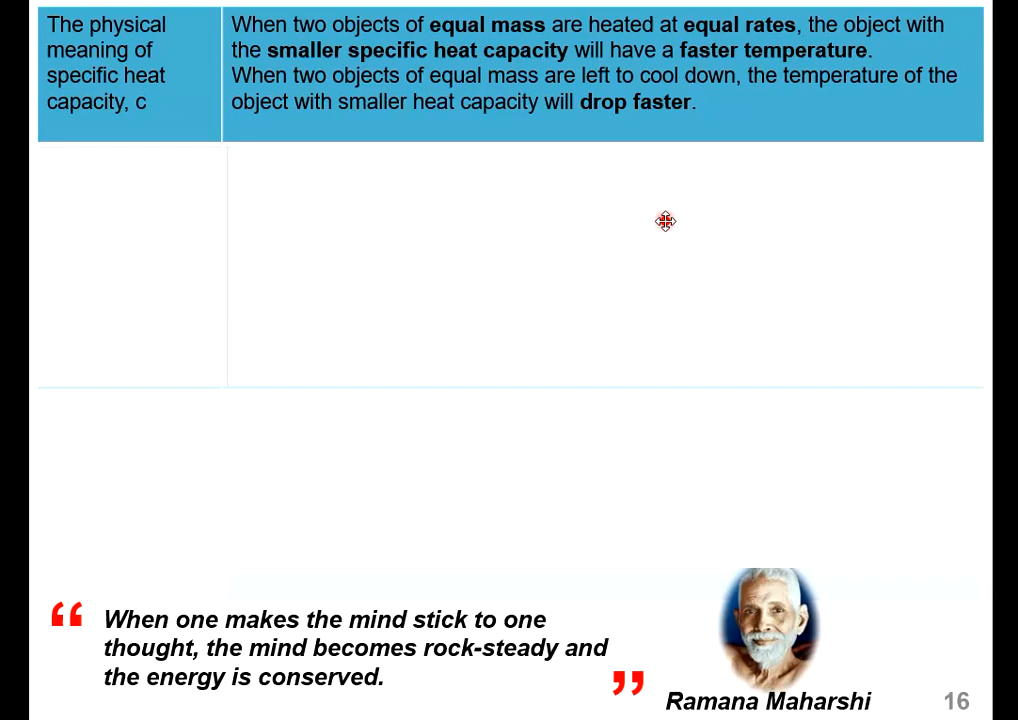 The physical
meaning of
specific heat
capacity, c
When two objects of equal mass are heated at equal rates, the object with
the smaller specific heat capacity will have a faster temperature.
When two objects of equal mass are left to cool down, the temperature of the
object with smaller heat capacity will drop faster.
“ When one makes the mind stick to one
thought, the mind becomes rock-steady and
the energy is conserved. ”
Ramana Maharshi
16